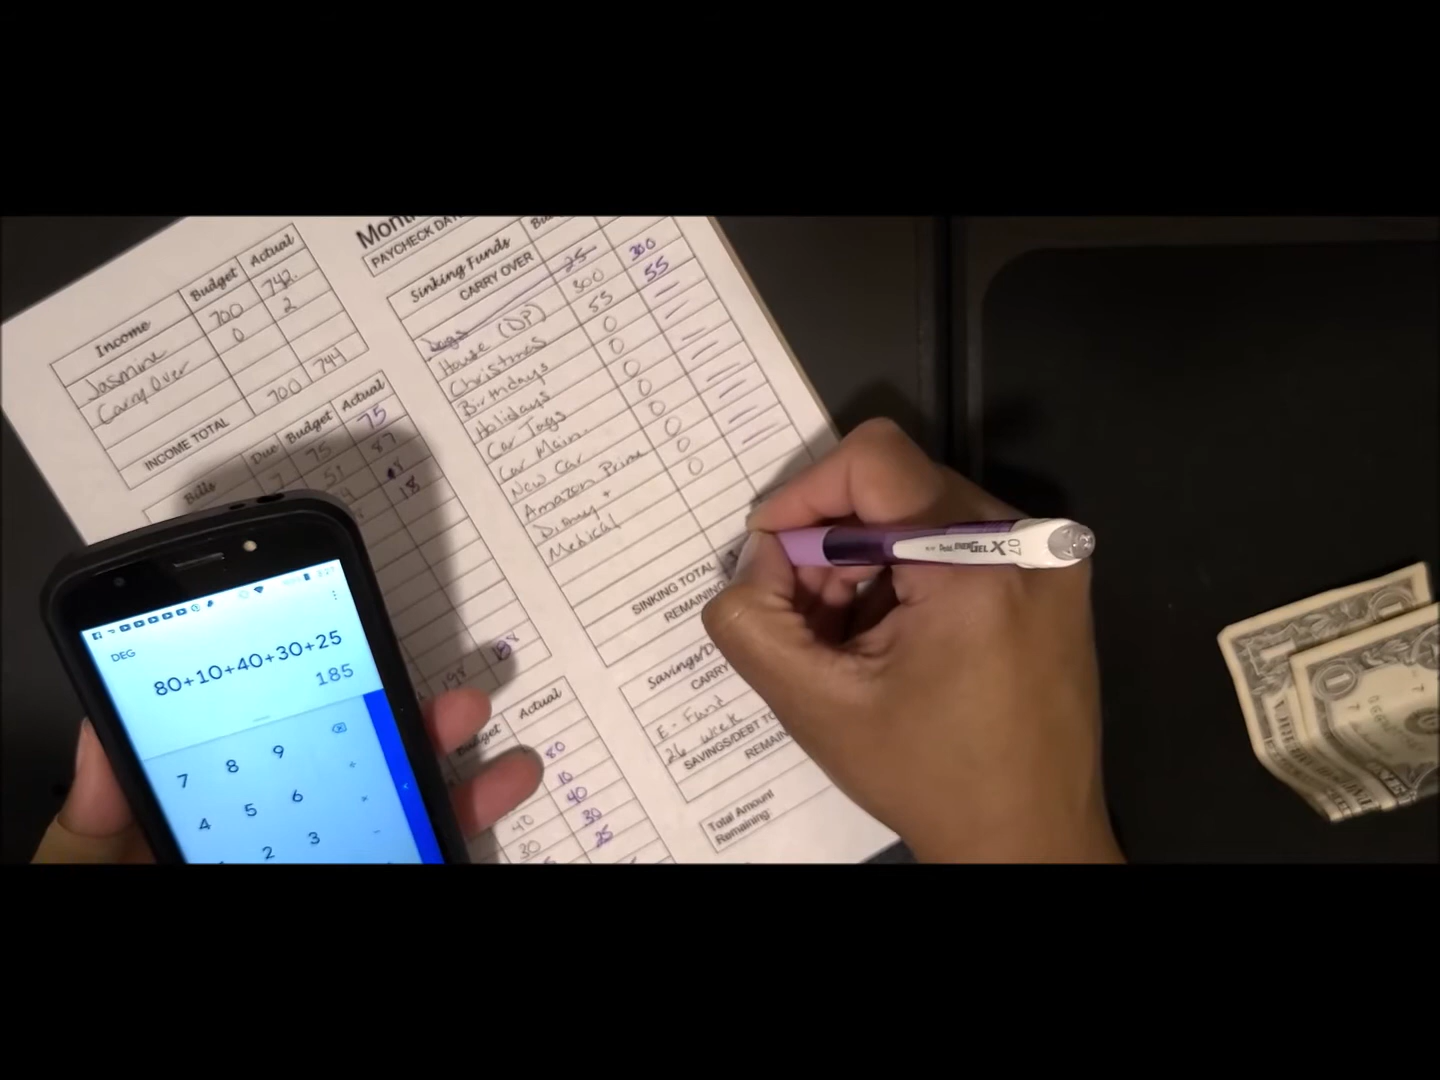 Income Budget Actual
Jasmine 700 742.
Carry Over 0 2
INCOME TOTAL 700 744
Bills Due Budget Actual
7 75 75
51 87
18
198
Budget Actual
80
10
40 40
30 30
25
PAYCHECK DAT
Sinking Funds
CARRY OVER
Dogs 25
House (DP) 300 300
Christmas 55 55
Birthdays 0
Holidays 0
Car Tags 0
Car Main. 0
New Car 0
Amazon Prime 0
Disney + 0
Medical 0
SINKING TOTAL
REMAINING
CARRY
E-Fund
26 week
SAVINGS/DEBT TO
REMAIN
Total Amount
Remaining:
DEG
80+10+40+30+25
185
7 8 9
4 5 6
2 3
Pentel ENERGEL X 07